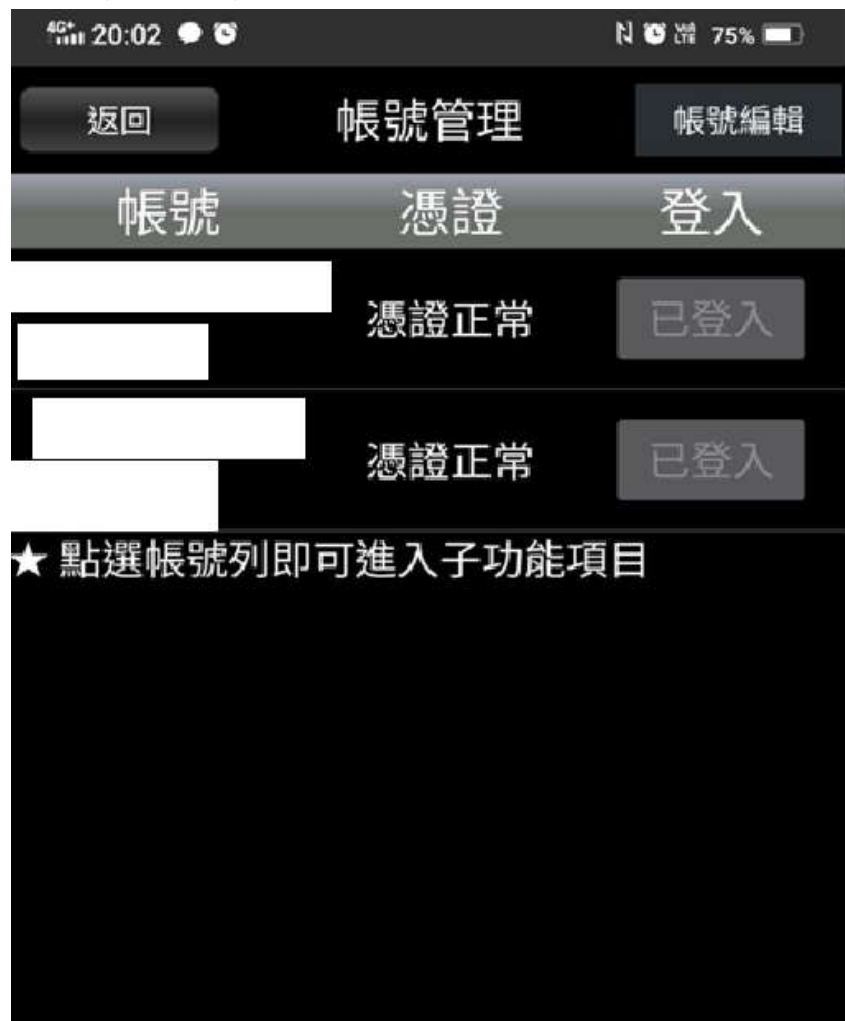 4G+ 20:02 VoLTE 75%
返回 帳號管理 帳號編輯
帳號 憑證 登入
憑證正常 已登入
憑證正常 已登入
★ 點選帳號列即可進入子功能項目